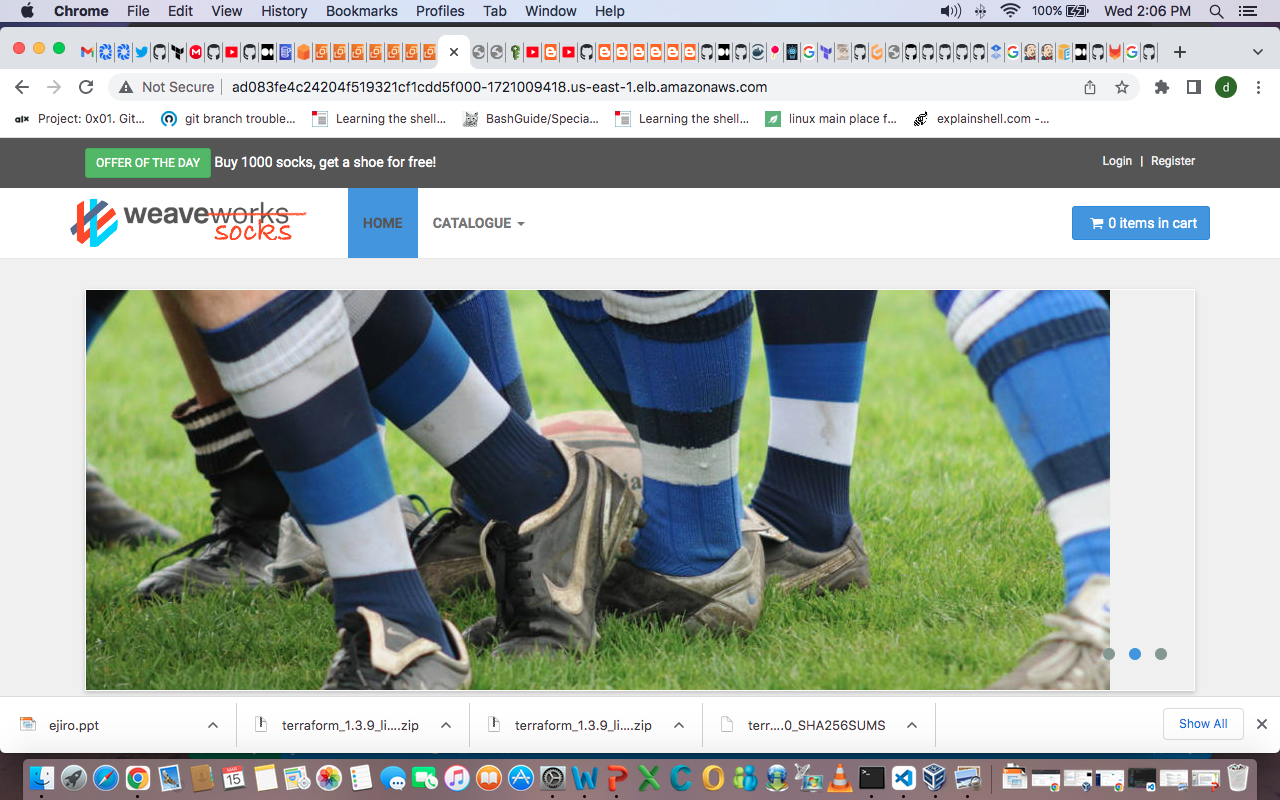 Chrome File Edit View History Bookmarks Profiles Tab Window Help 100% Wed 2:06 PM
Not Secure ad083fe4c24204f519321cf1cdd5f000-1721009418.us-east-1.elb.amazonaws.com d
alx Project: 0x01. Git... git branch trouble... Learning the shell... BashGuide/Specia... Learning the shell... linux main place f... explainshell.com -...
OFFER OF THE DAY Buy 1000 socks, get a shoe for free! Login | Register
weaveworks HOME CATALOGUE 0 items in cart
socks
ejiro.ppt terraform_1.3.9_li....zip terraform_1.3.9_li....zip terr....0_SHA256SUMS Show All
MAR
15